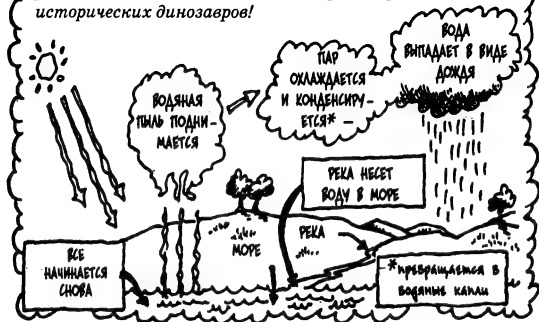 исторических динозавров!
ВОДЯНАЯ
ПЫЛЬ ПОДНИ-
МАЕТСЯ
ПАР
ОХЛАЖДАЕТСЯ
И КОНДЕНСИРУ-
ЕТСЯ* –
ВОДА
ВЫПАДАЕТ В ВИДЕ
ДОЖДЯ
РЕКА НЕСЕТ
ВОДУ В МОРЕ
МОРЕ
РЕКА
ВСЕ
НАЧИНАЕТСЯ
СНОВА
*превращается в
водяные капли